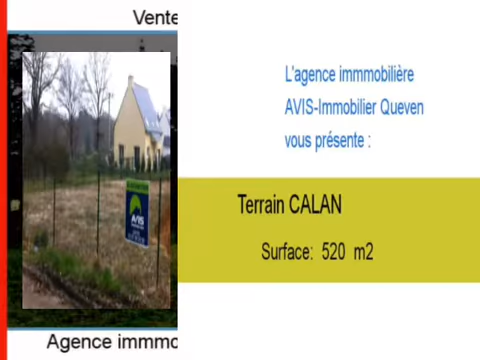 Vente
L'agence immmobilière
AVIS-Immobilier Queven
vous présente :
Terrain CALAN
Surface: 520 m2
AVIS
Agence immmo